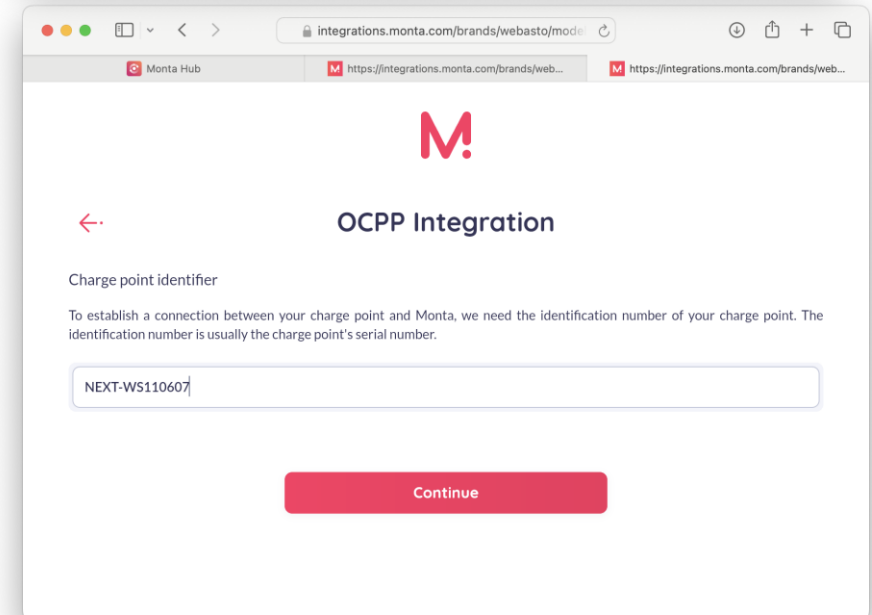 integrations.monta.com/brands/webasto/mode
Monta Hub
https://integrations.monta.com/brands/web...
https://integrations.monta.com/brands/web...
M
OCPP Integration
Charge point identifier
To establish a connection between your charge point and Monta, we need the identification number of your charge point. The
identification number is usually the charge point's serial number.
NEXT-WS110607
Continue